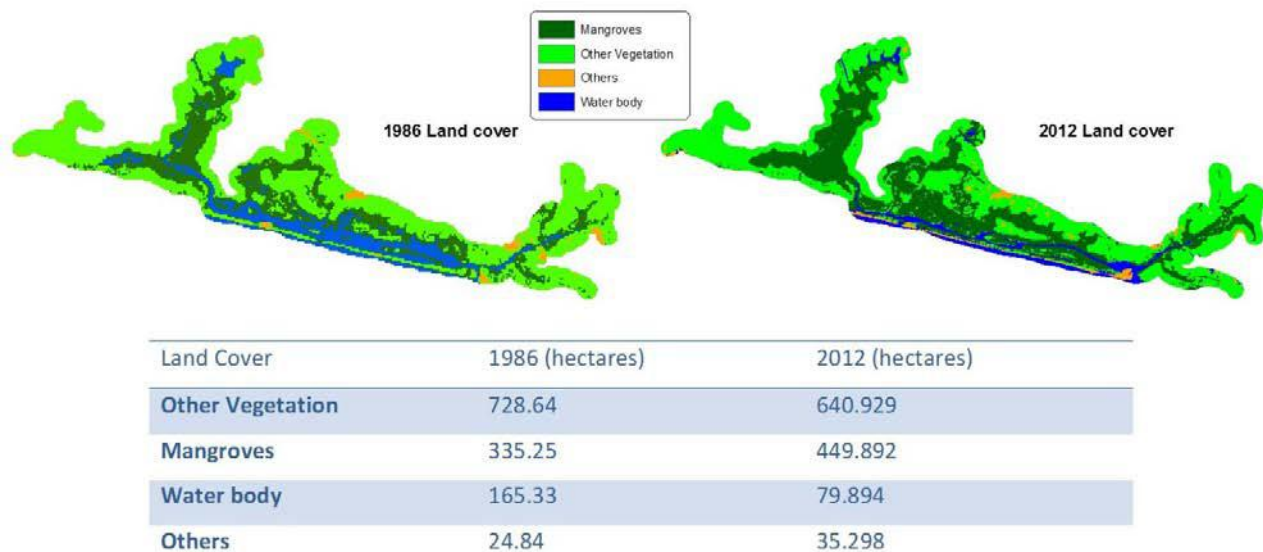 Mangroves
Other Vegetation
Others
Water body
1986 Land cover
2012 Land cover
Land Cover 1986 (hectares) 2012 (hectares)
Other Vegetation 728.64 640.929
Mangroves 335.25 449.892
Water body 165.33 79.894
Others 24.84 35.298